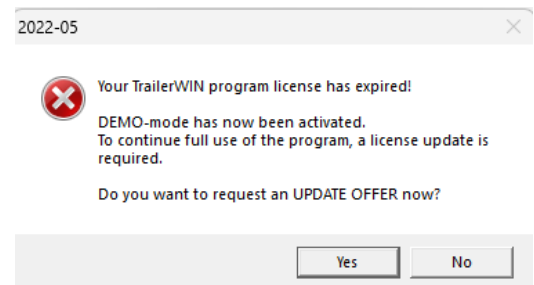 2022-05
Your TrailerWIN program license has expired!
DEMO-mode has now been activated.
To continue full use of the program, a license update is
required.
Do you want to request an UPDATE OFFER now?
Yes
No